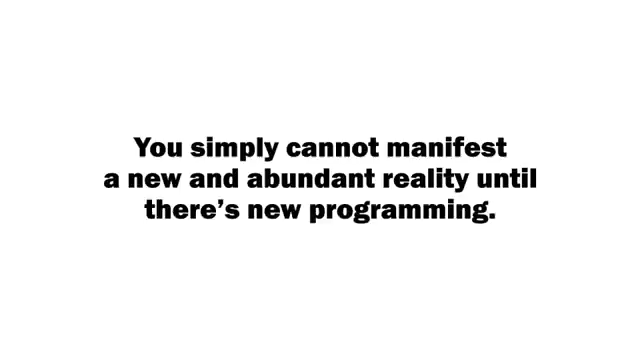 You simply cannot manifest
a new and abundant reality until
there’s new programming.